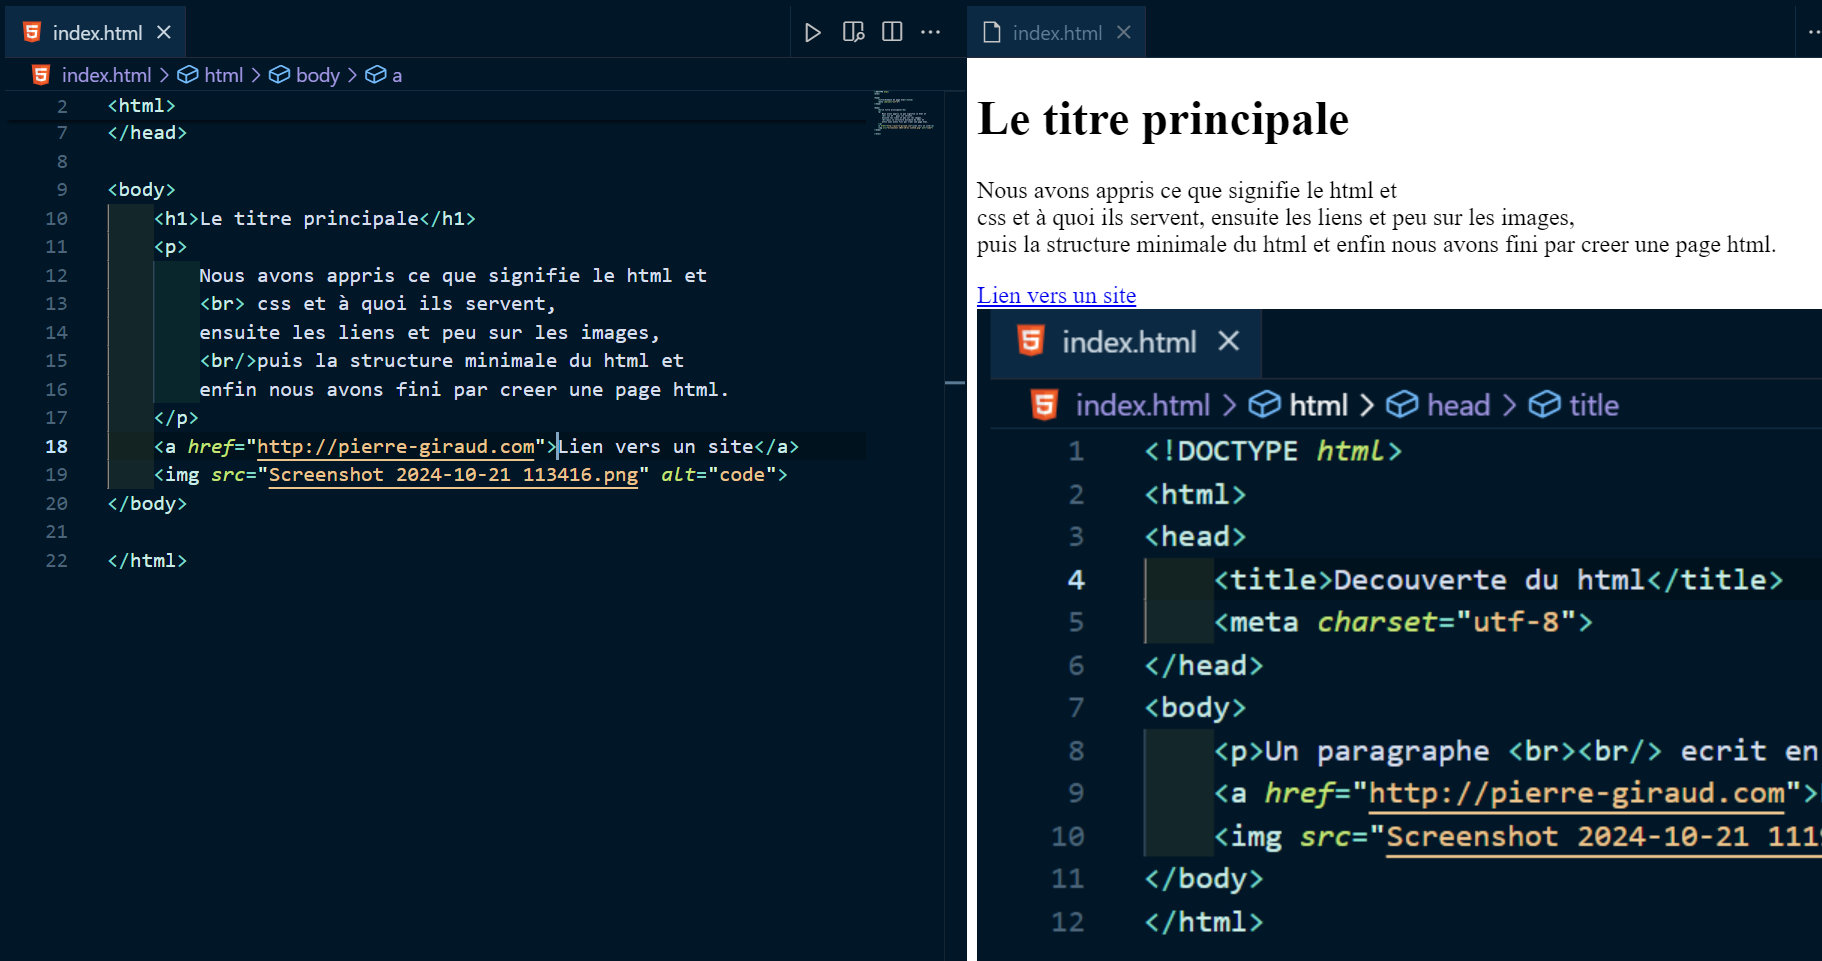 index.html
index.html > html > body > a
2 <html>
7 </head>
8
9 <body>
10 <h1>Le titre principale</h1>
11 <p>
12 Nous avons appris ce que signifie le html et
13 <br> css et à quoi ils servent,
14 ensuite les liens et peu sur les images,
15 <br/>puis la structure minimale du html et
16 enfin nous avons fini par creer une page html.
17 </p>
18 <a href="http://pierre-giraud.com">Lien vers un site</a>
19 <img src="Screenshot 2024-10-21 113416.png" alt="code">
20 </body>
21
22 </html>
index.html
Le titre principale
Nous avons appris ce que signifie le html et
css et à quoi ils servent, ensuite les liens et peu sur les images,
puis la structure minimale du html et enfin nous avons fini par creer une page html.
Lien vers un site
index.html
index.html > html > head > title
1 <!DOCTYPE html>
2 <html>
3 <head>
4 <title>Decouverte du html</title>
5 <meta charset="utf-8">
6 </head>
7 <body>
8 <p>Un paragraphe <br><br/> ecrit en
9 <a href="http://pierre-giraud.com">
10 <img src="Screenshot 2024-10-21 111
11 </body>
12 </html>